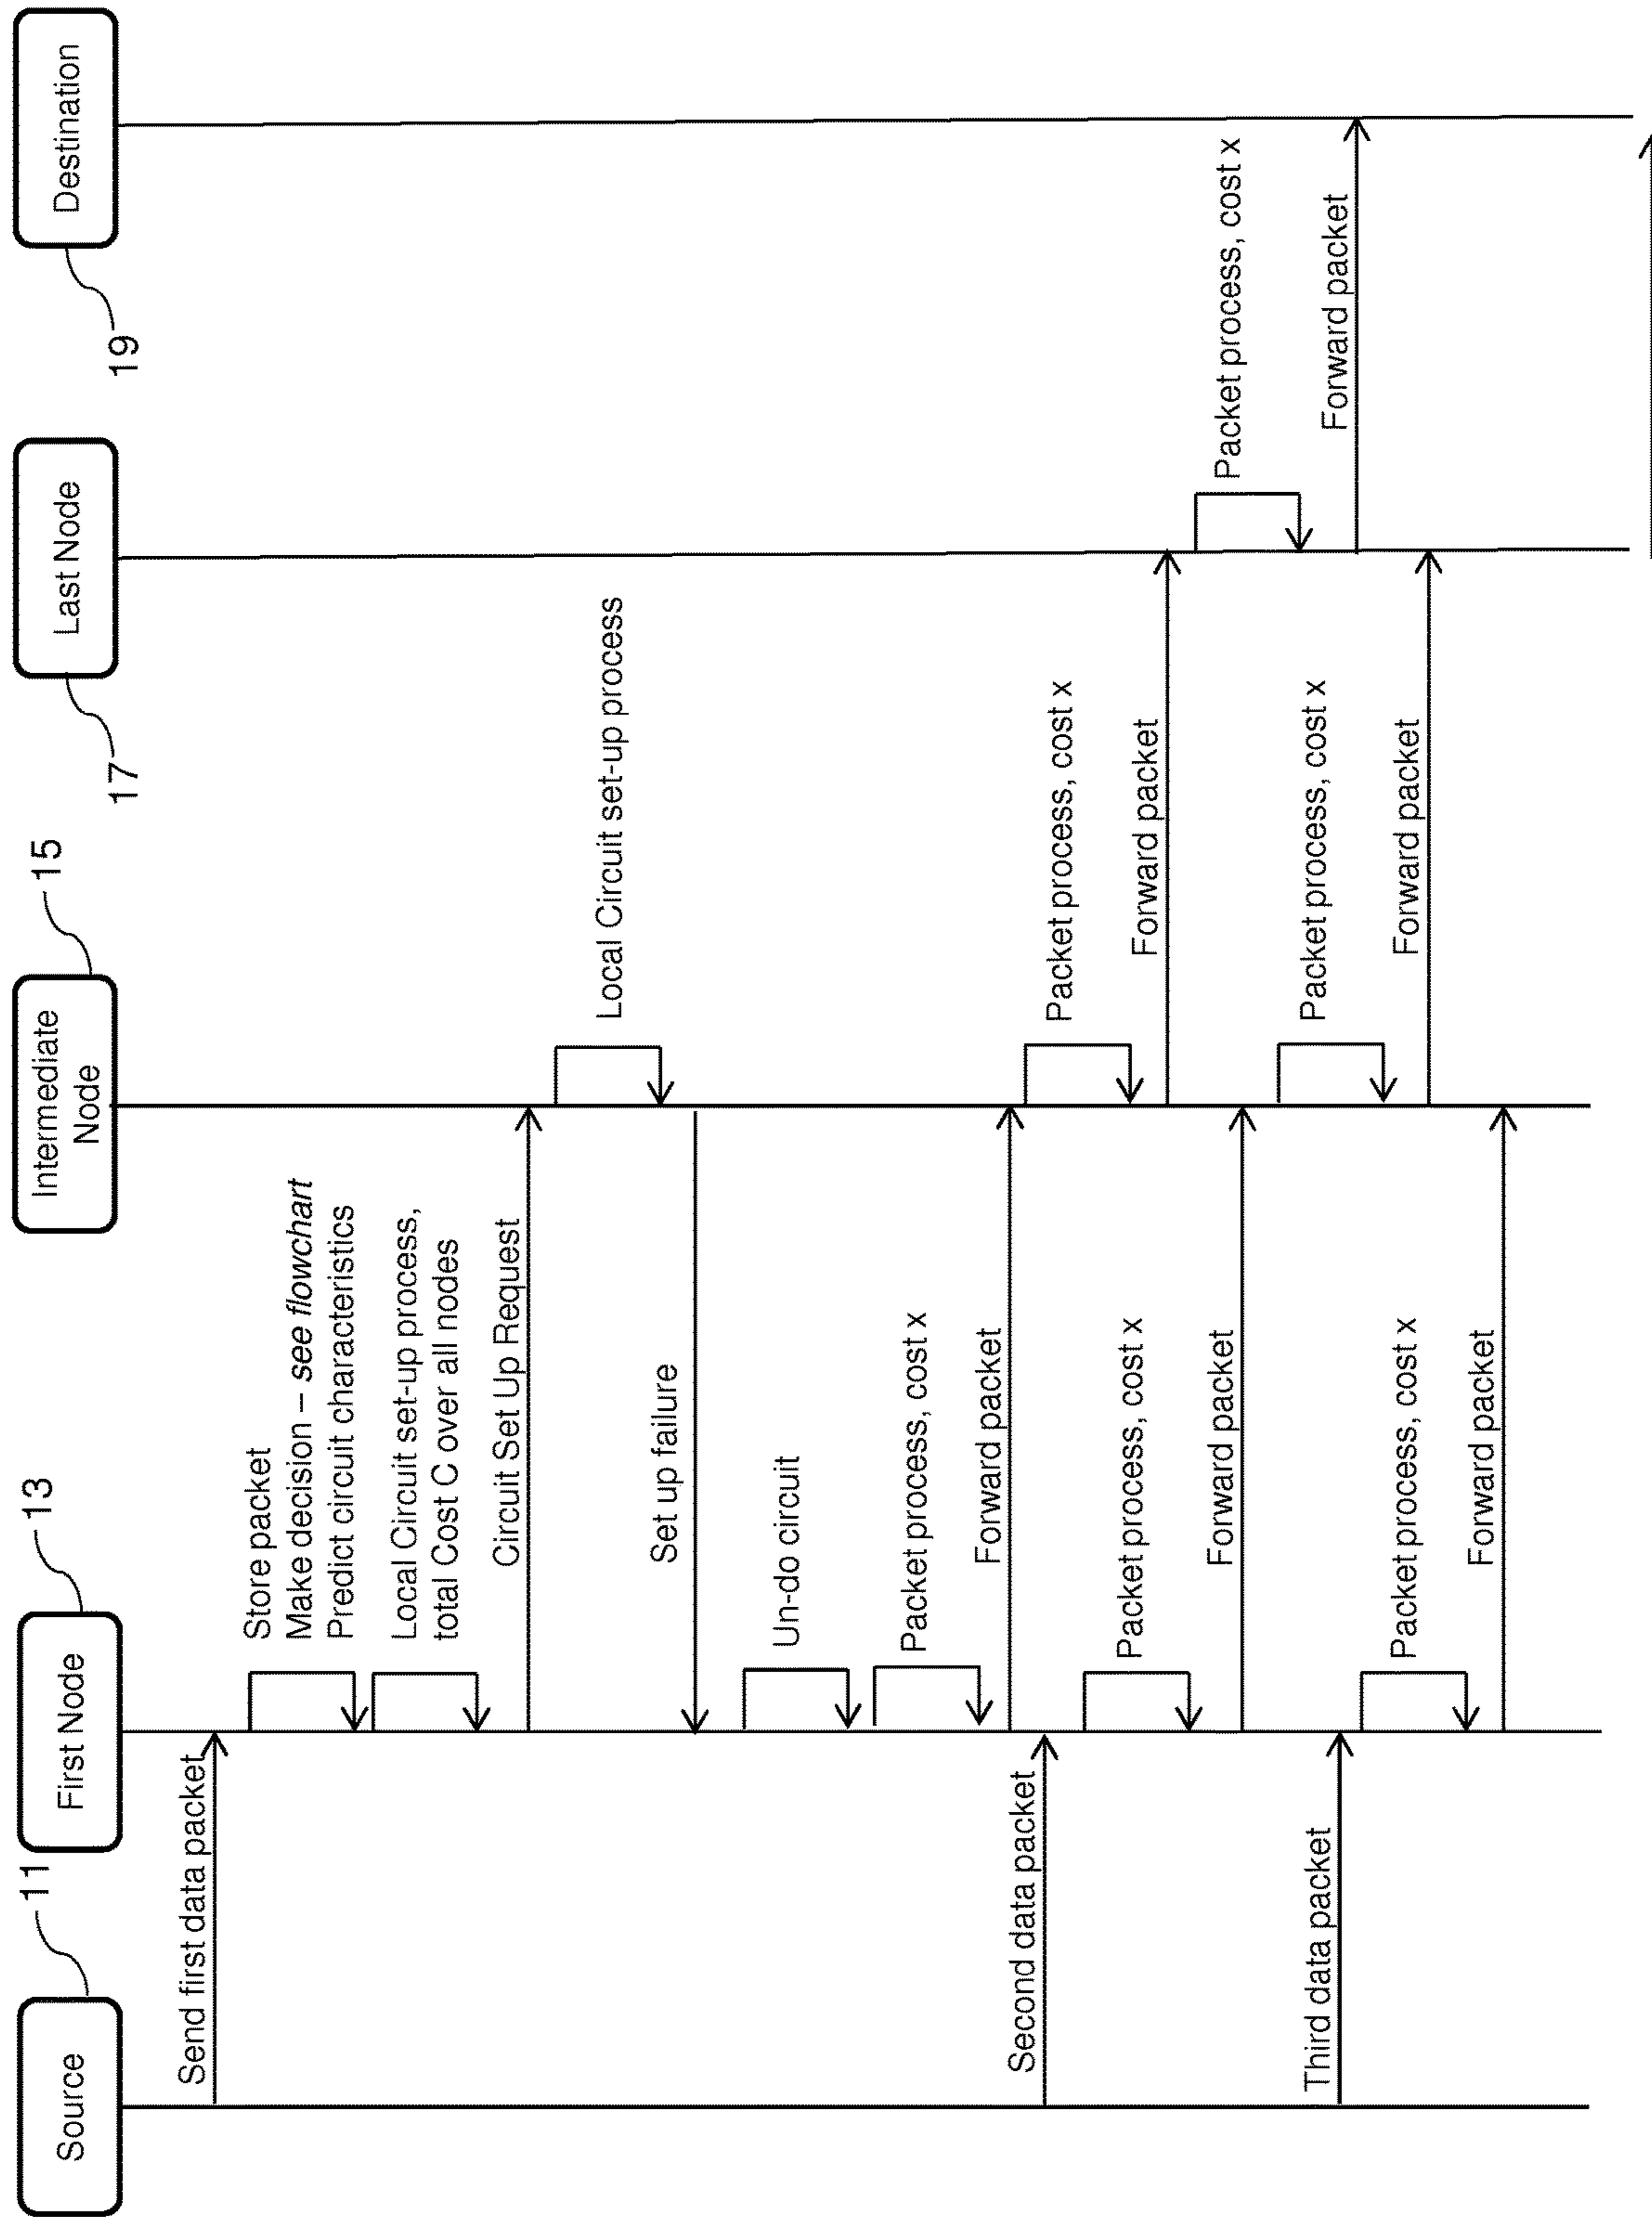 Source
11
First Node
13
Intermediate
Node
15
Last Node
17
Destination
19
Send first data packet
Store packet
Make decision – see flowchart
Predict circuit characteristics
Local Circuit set-up process,
total Cost C over all nodes
Circuit Set Up Request
Local Circuit set-up process
Set up failure
Un-do circuit
Packet process, cost x
Forward packet
Second data packet
Packet process, cost x
Forward packet
Packet process, cost x
Forward packet
Packet process, cost x
Forward packet
Third data packet
Packet process, cost x
Forward packet
Packet process, cost x
Forward packet